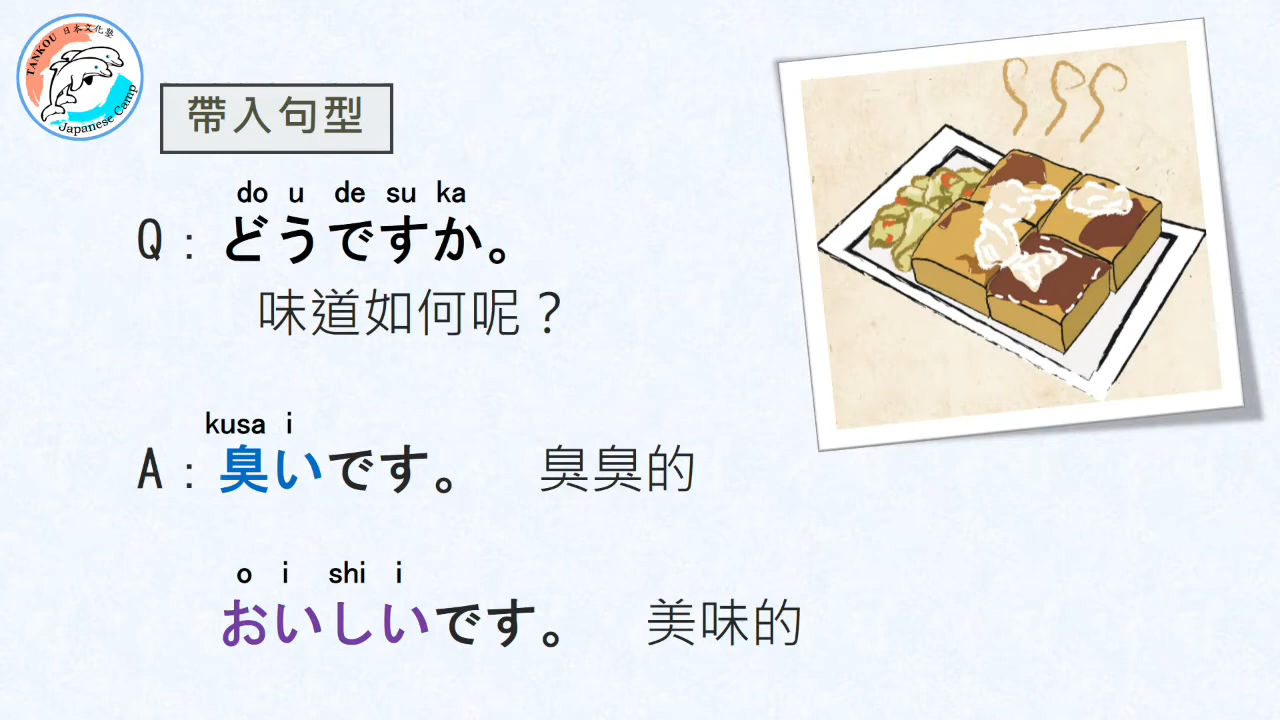 TANKOU 日本文化塾
Japanese Camp
帶入句型
do u de su ka
Q：どうですか。
味道如何呢？
kusa i
A：臭いです。 臭臭的
o i shi i
おいしいです。 美味的